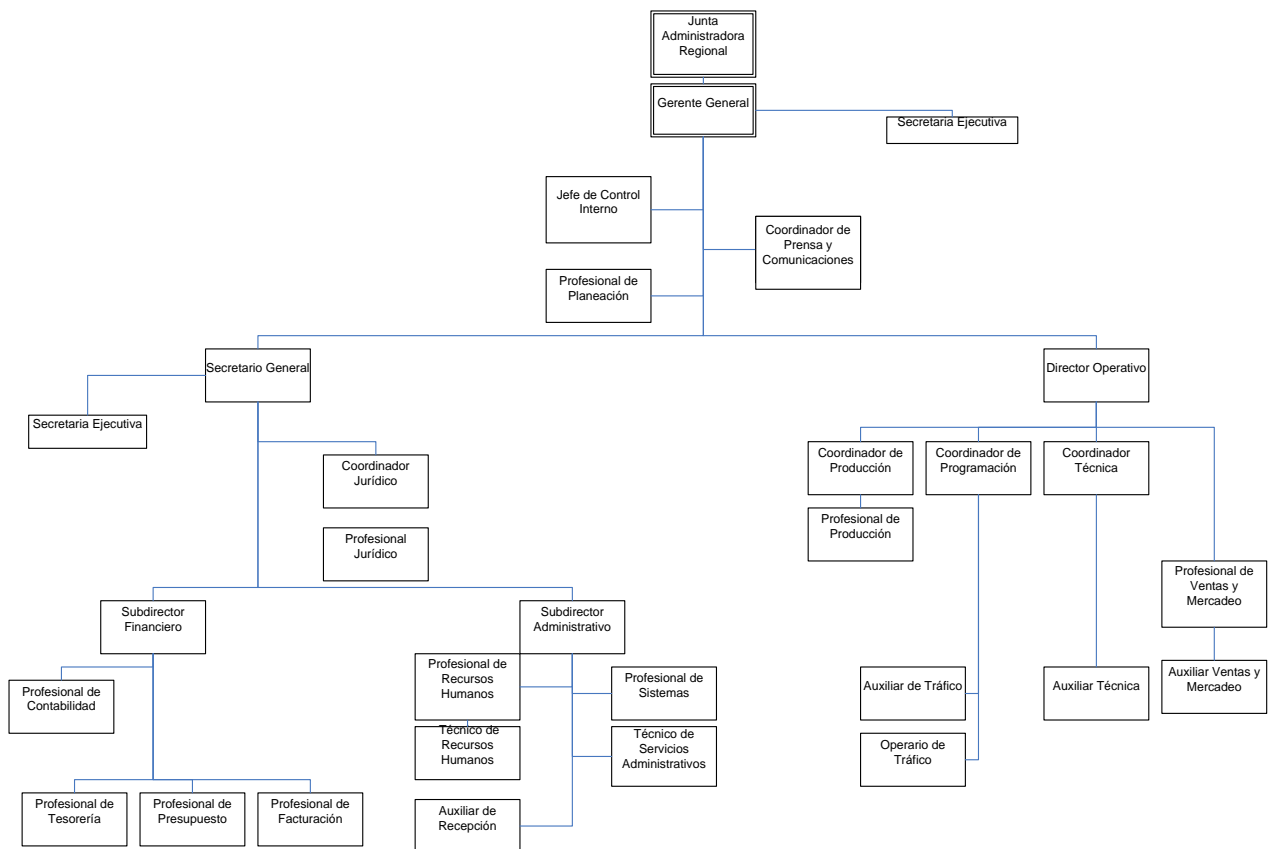 Junta
Administradora
Regional
Gerente General
Secretaria Ejecutiva
Jefe de Control
Interno
Coordinador de
Prensa y
Comunicaciones
Profesional de
Planeación
Secretario General
Director Operativo
Secretaria Ejecutiva
Coordinador
Jurídico
Profesional
Jurídico
Coordinador de
Producción
Coordinador de
Programación
Coordinador
Técnica
Profesional de
Producción
Profesional de
Ventas y
Mercadeo
Subdirector
Financiero
Subdirector
Administrativo
Profesional de
Contabilidad
Profesional de
Recursos
Humanos
Profesional de
Sistemas
Auxiliar de Tráfico
Auxiliar Técnica
Auxiliar Ventas y
Mercadeo
Técnico de
Recursos
Humanos
Técnico de
Servicios
Administrativos
Operario de
Tráfico
Profesional de
Tesorería
Profesional de
Presupuesto
Profesional de
Facturación
Auxiliar de
Recepción